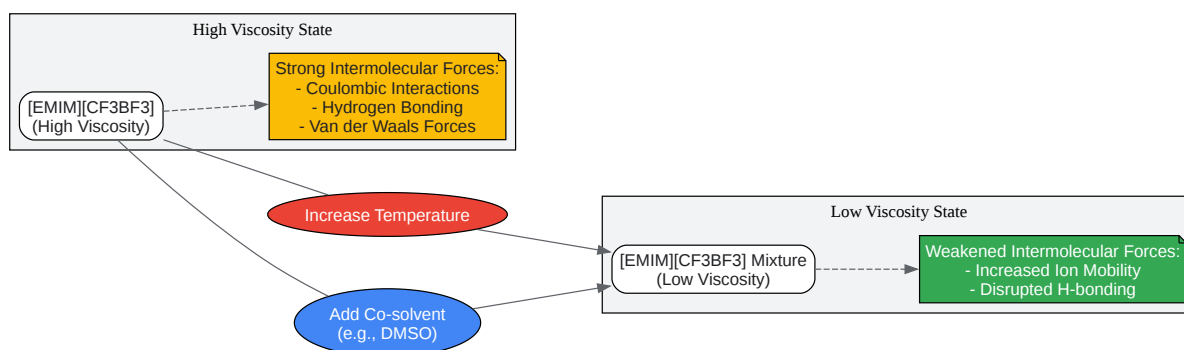 High Viscosity State
[EMIM][CF3BF3]
(High Viscosity)
Strong Intermolecular Forces:
- Coulombic Interactions
- Hydrogen Bonding
- Van der Waals Forces
Increase Temperature
Add Co-solvent
(e.g., DMSO)
Low Viscosity State
[EMIM][CF3BF3] Mixture
(Low Viscosity)
Weakened Intermolecular Forces:
- Increased Ion Mobility
- Disrupted H-bonding